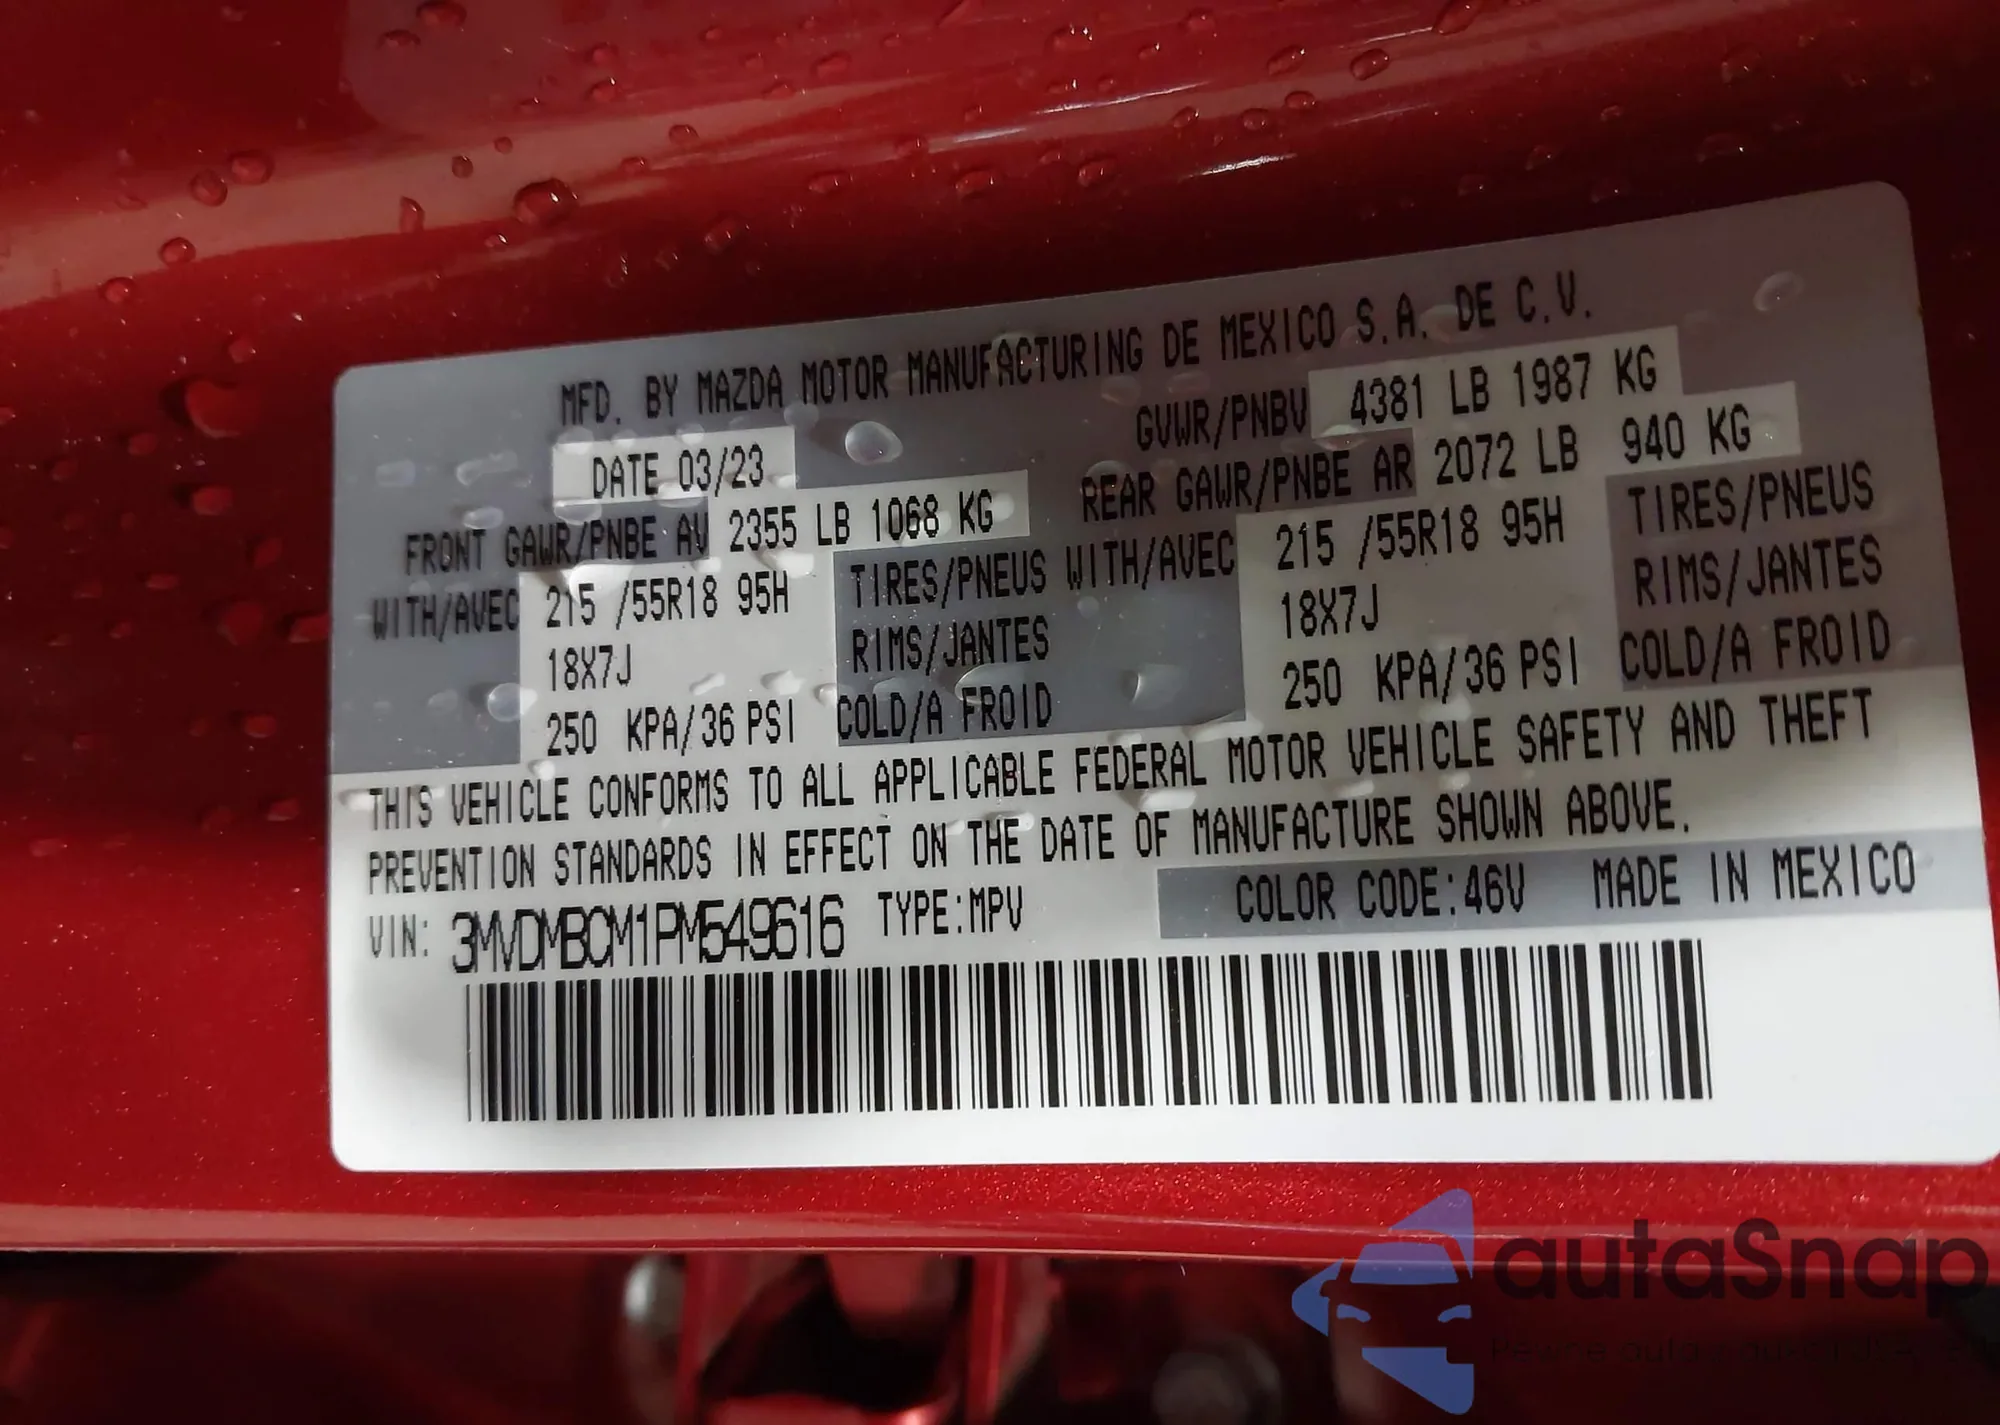 MFD. BY MAZDA MOTOR MANUFACTURING DE MEXICO S.A. DE C.V.
DATE 03/23 GVWR/PNBV 4381 LB 1987 KG
FRONT GAWR/PNBE AV 2355 LB 1068 KG REAR GAWR/PNBE AR 2072 LB 940 KG
WITH/AVEC 215 /55R18 95H TIRES/PNEUS WITH/AVEC 215 /55R18 95H TIRES/PNEUS
18X7J RIMS/JANTES 18X7J RIMS/JANTES
250 KPA/36 PSI COLD/A FROID 250 KPA/36 PSI COLD/A FROID
THIS VEHICLE CONFORMS TO ALL APPLICABLE FEDERAL MOTOR VEHICLE SAFETY AND THEFT
PREVENTION STANDARDS IN EFFECT ON THE DATE OF MANUFACTURE SHOWN ABOVE.
VIN: 3MVDMBCM1PM549616 TYPE:MPV COLOR CODE:46V MADE IN MEXICO
autaSnap